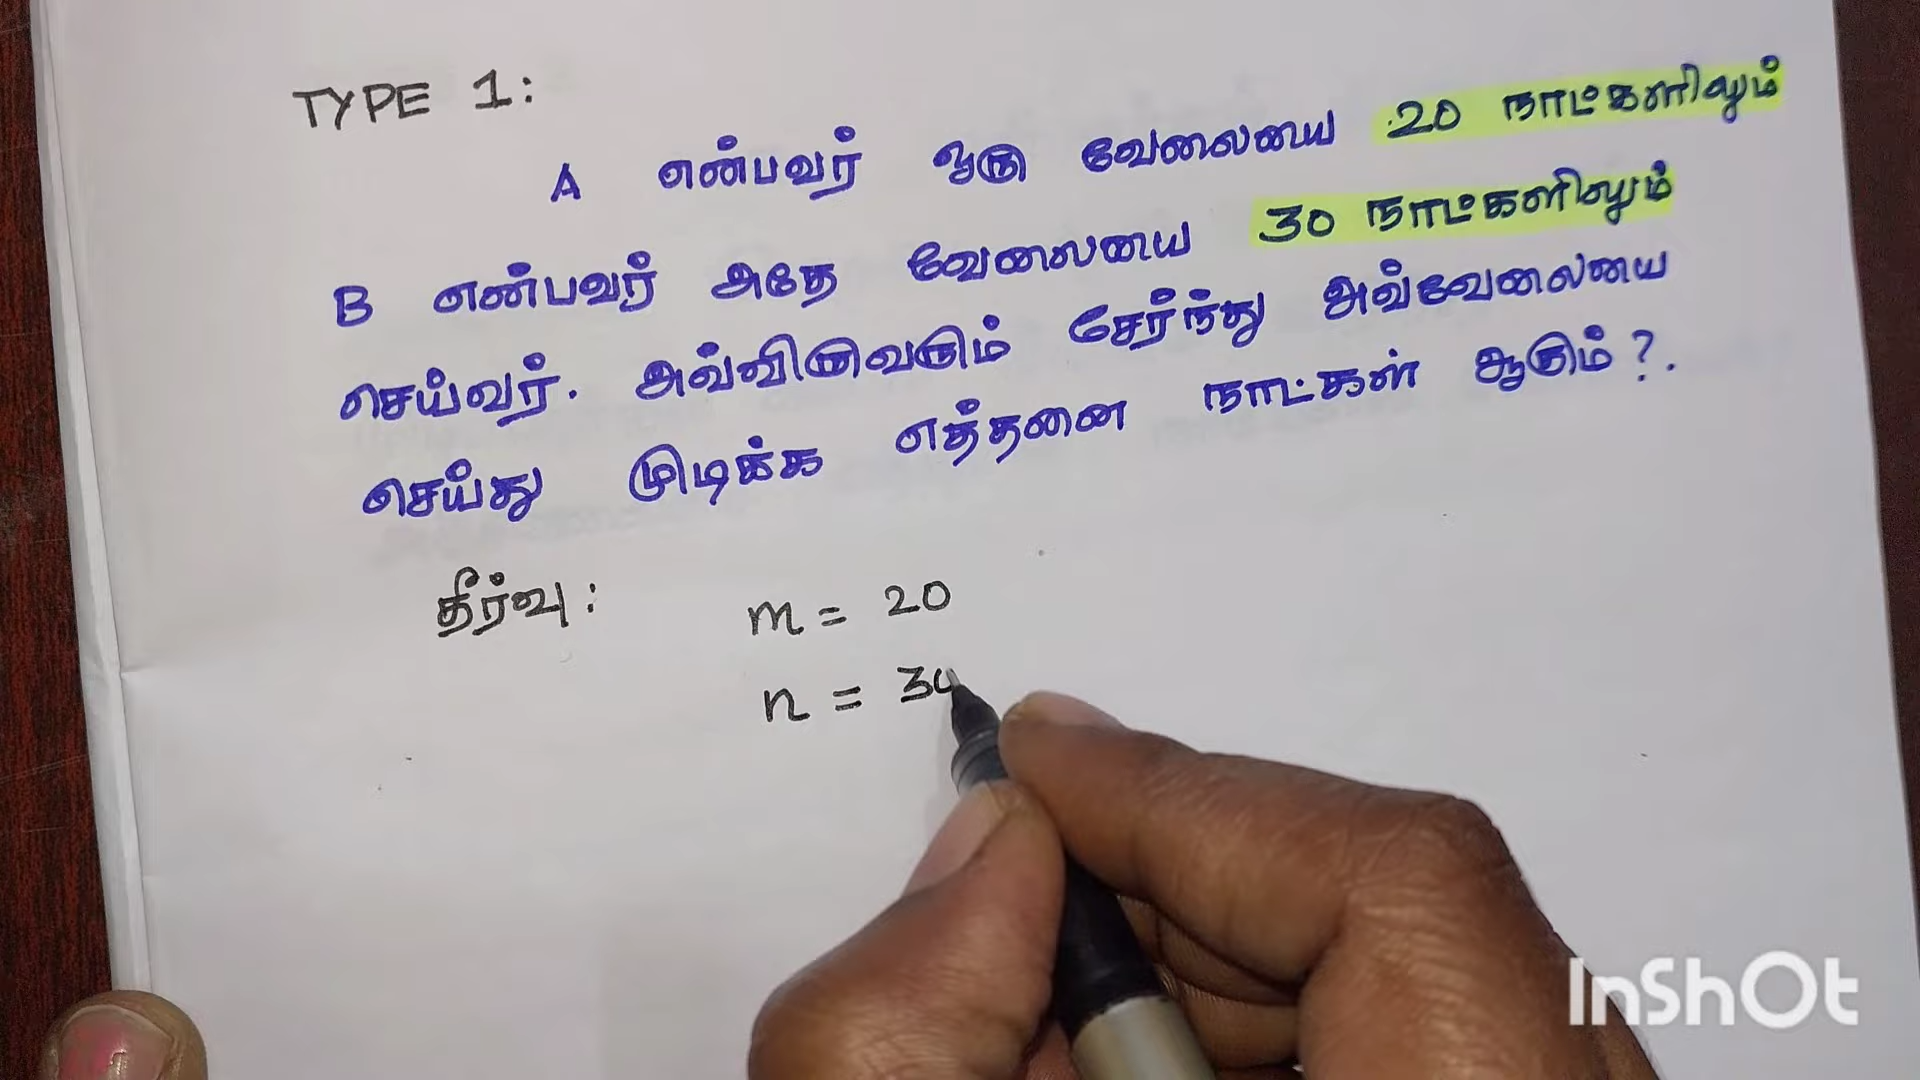 TYPE 1:
A என்பவர் ஒரு வேலையை 20 நாட்களிலும்
B என்பவர் அதே வேலையை 30 நாட்களிலும்
செய்வர். அவ்விருவரும் சேர்ந்து அவ்வேலையை
செய்து முடிக்க எத்தனை நாட்கள் ஆகும்?.
தீர்வு: m = 20
n = 30
InShOt